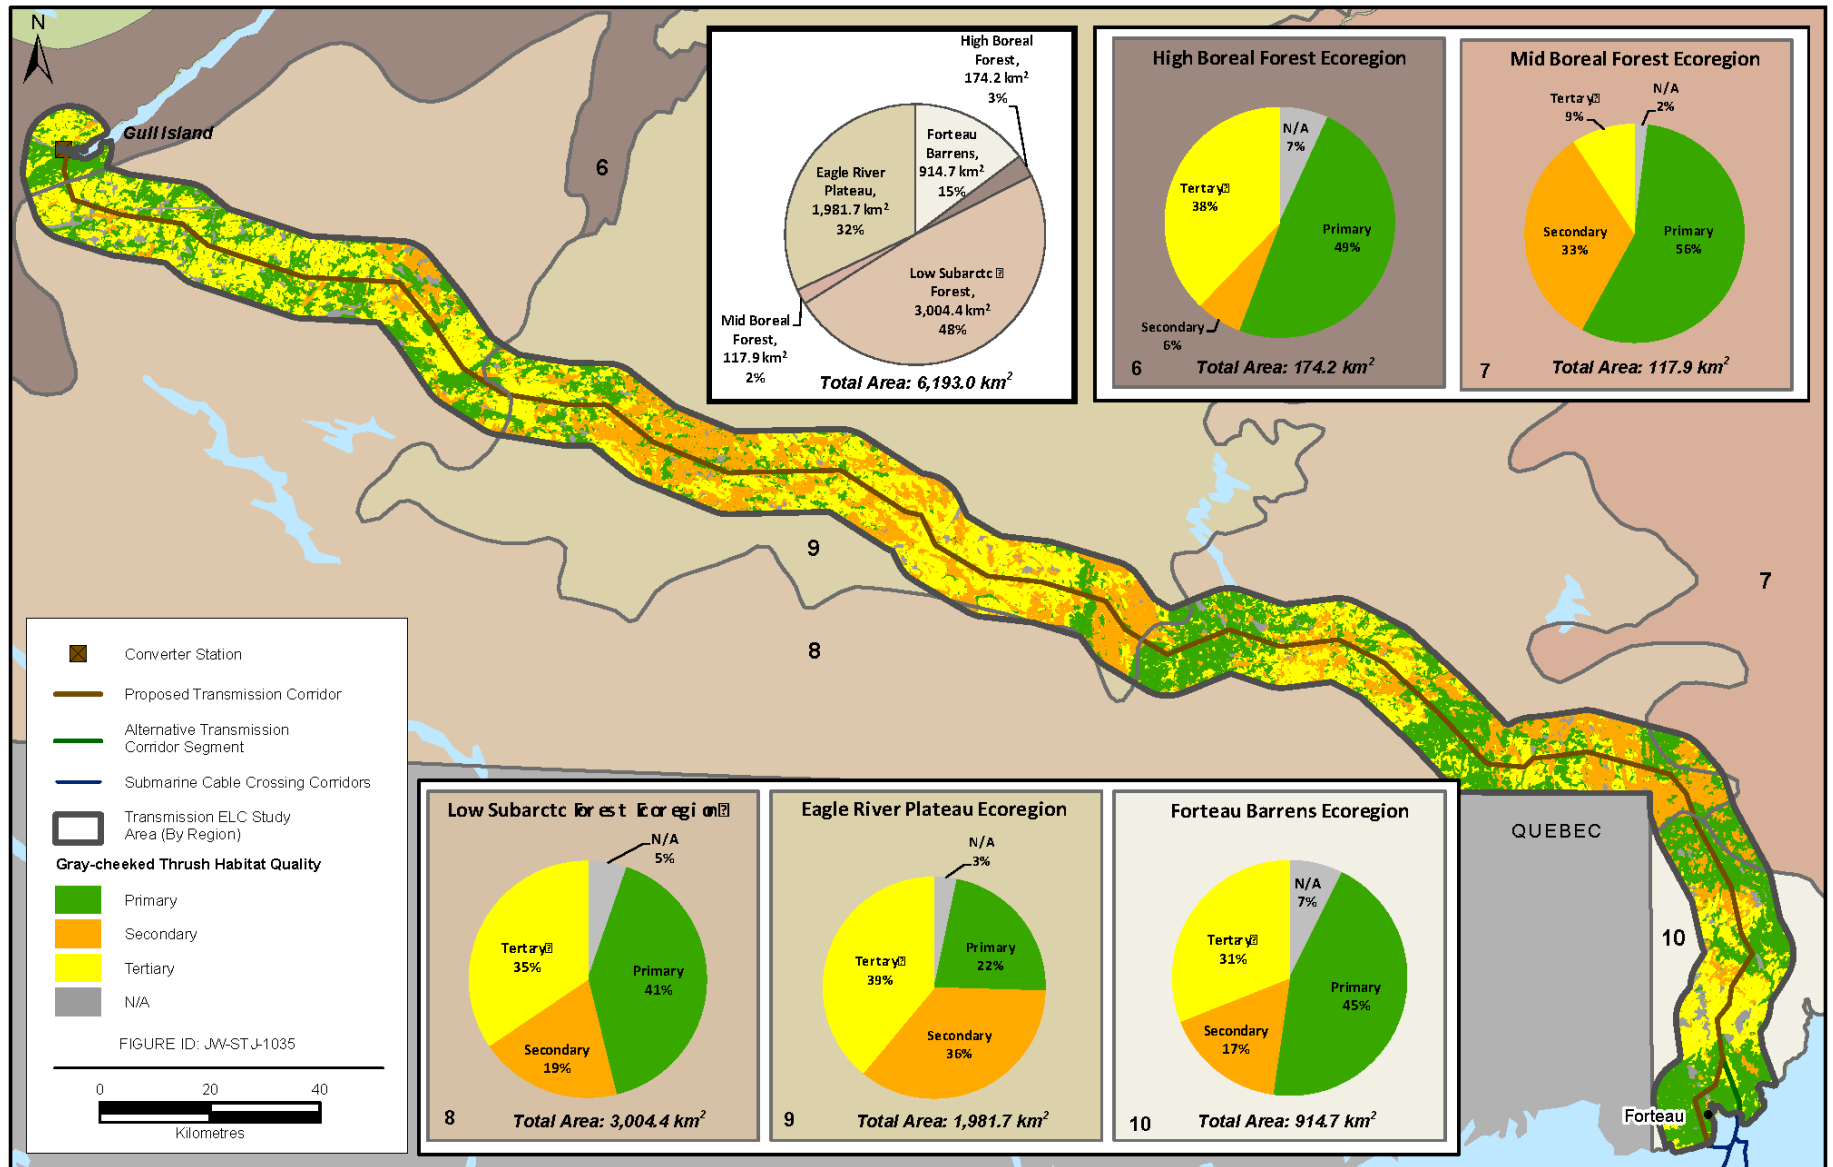 N
Gull Island
6
High Boreal
Forest,
174.2 km²
3%
Forteau
Barrens,
914.7 km²
15%
Eagle River
Plateau,
1,981.7 km²
32%
Low Subarctc ⍰
Forest,
3,004.4 km²
48%
Mid Boreal
Forest,
117.9 km²
2%
Total Area: 6,193.0 km²
High Boreal Forest Ecoregion
N/A
7%
Tertary⍰
38%
Primary
49%
Secondary
6%
6
Total Area: 174.2 km²
Mid Boreal Forest Ecoregion
N/A
2%
Tertary⍰
9%
Secondary
33%
Primary
56%
7
Total Area: 117.9 km²
9
8
7
Converter Station
Proposed Transmission Corridor
Alternative Transmission
Corridor Segment
Submarine Cable Crossing Corridors
Transmission ELC Study
Area (By Region)
Gray-cheeked Thrush Habitat Quality
Primary
Secondary
Tertiary
N/A
FIGURE ID: JW-STJ-1035
0 20 40
Kilometres
Low Subarctc Forest Ecoregion⍰
N/A
5%
Tertary⍰
35%
Primary
41%
Secondary
19%
8
Total Area: 3,004.4 km²
Eagle River Plateau Ecoregion
N/A
3%
Primary
22%
Tertary⍰
39%
Secondary
36%
9
Total Area: 1,981.7 km²
Forteau Barrens Ecoregion
N/A
7%
Tertary⍰
31%
Primary
45%
Secondary
17%
10
Total Area: 914.7 km²
QUEBEC
10
Forteau